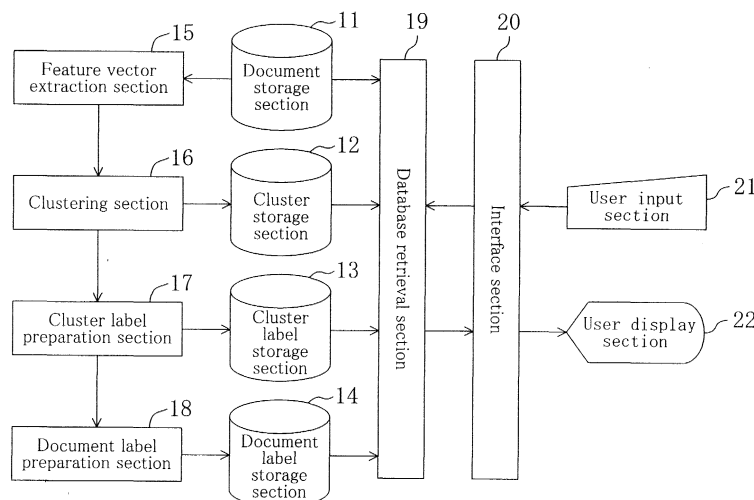 15
Feature vector
extraction section
11
Document
storage
section
19
Database retrieval section
20
Interface section
16
Clustering section
12
Cluster
storage
section
21
User input
section
17
Cluster label
preparation section
13
Cluster
label
storage
section
User display
section
22
18
Document label
preparation section
14
Document
label
storage
section